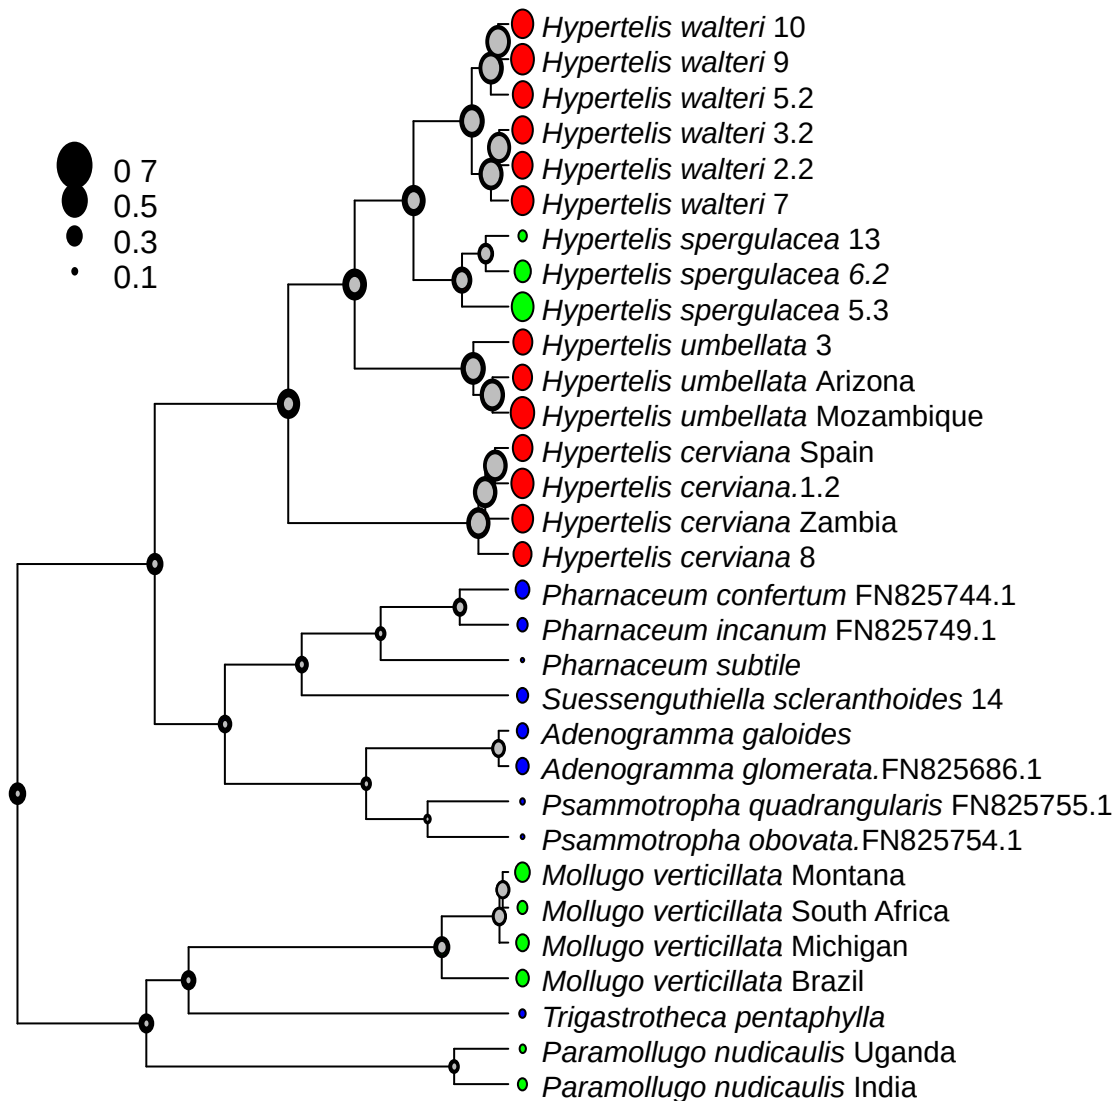 Hypertelis walteri 10
Hypertelis walteri 9
Hypertelis walteri 5.2
Hypertelis walteri 3.2
0 7
Hypertelis walteri 2.2
0.5
Hypertelis walteri 7
0.3
Hypertelis spergulacea 13
0.1
Hypertelis spergulacea 6.2
Hypertelis spergulacea 5.3
Hypertelis umbellata 3
Hypertelis umbellata Arizona
Hypertelis umbellata Mozambique
Hypertelis cerviana Spain
Hypertelis cerviana.1.2
Hypertelis cerviana Zambia
Hypertelis cerviana 8
Pharnaceum confertum FN825744.1
Pharnaceum incanum FN825749.1
Pharnaceum subtile
Suessenguthiella scleranthoides 14
Adenogramma galoides
Adenogramma glomerata.FN825686.1
Psammotropha quadrangularis FN825755.1
Psammotropha obovata.FN825754.1
Mollugo verticillata Montana
Mollugo verticillata South Africa
Mollugo verticillata Michigan
Mollugo verticillata Brazil
Trigastrotheca pentaphylla
Paramollugo nudicaulis Uganda
Paramollugo nudicaulis India